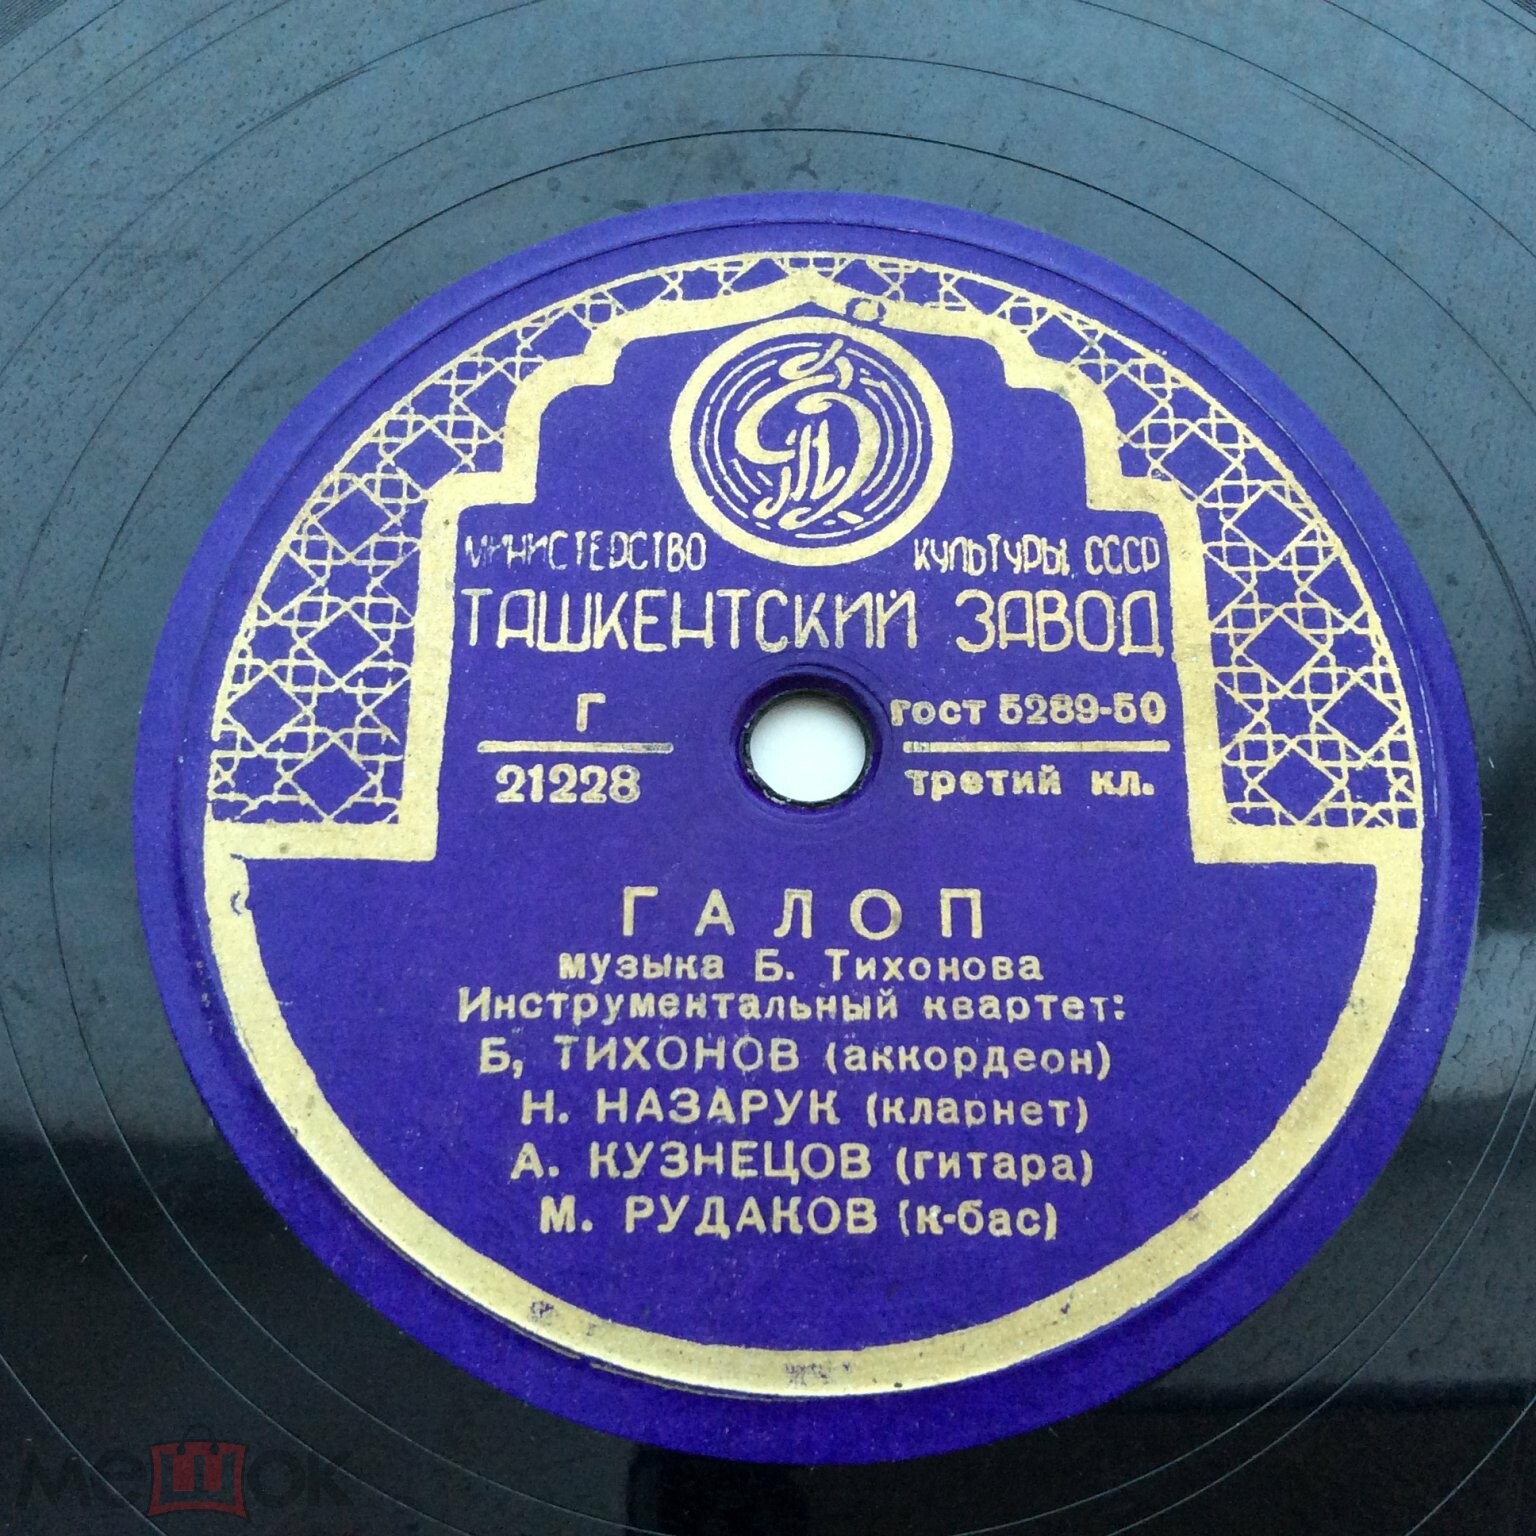 МИНИСТЕРСТВО КУЛЬТУРЫ СССР
ТАШКЕНТСКИЙ ЗАВОД
Г ГОСТ 5289-50
21228 третий кл.
ГАЛОП
музыка Б. Тихонова
Инструментальный квартет:
Б, ТИХОНОВ (аккордеон)
Н. НАЗАРУК (кларнет)
А. КУЗНЕЦОВ (гитара)
М. РУДАКОВ (к-бас)
мешок